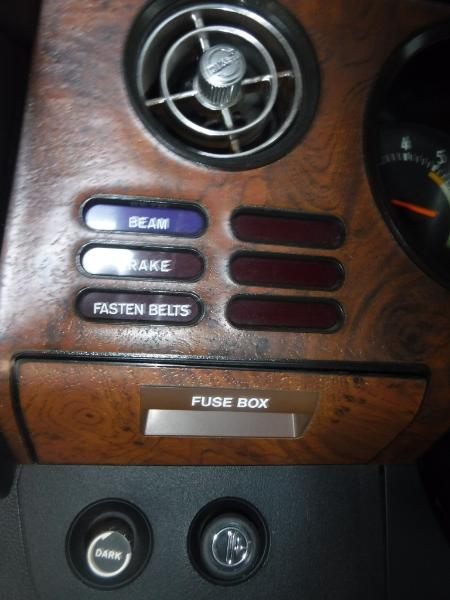 4 5
BEAM
RAKE
FASTEN BELTS
FUSE BOX
DARK